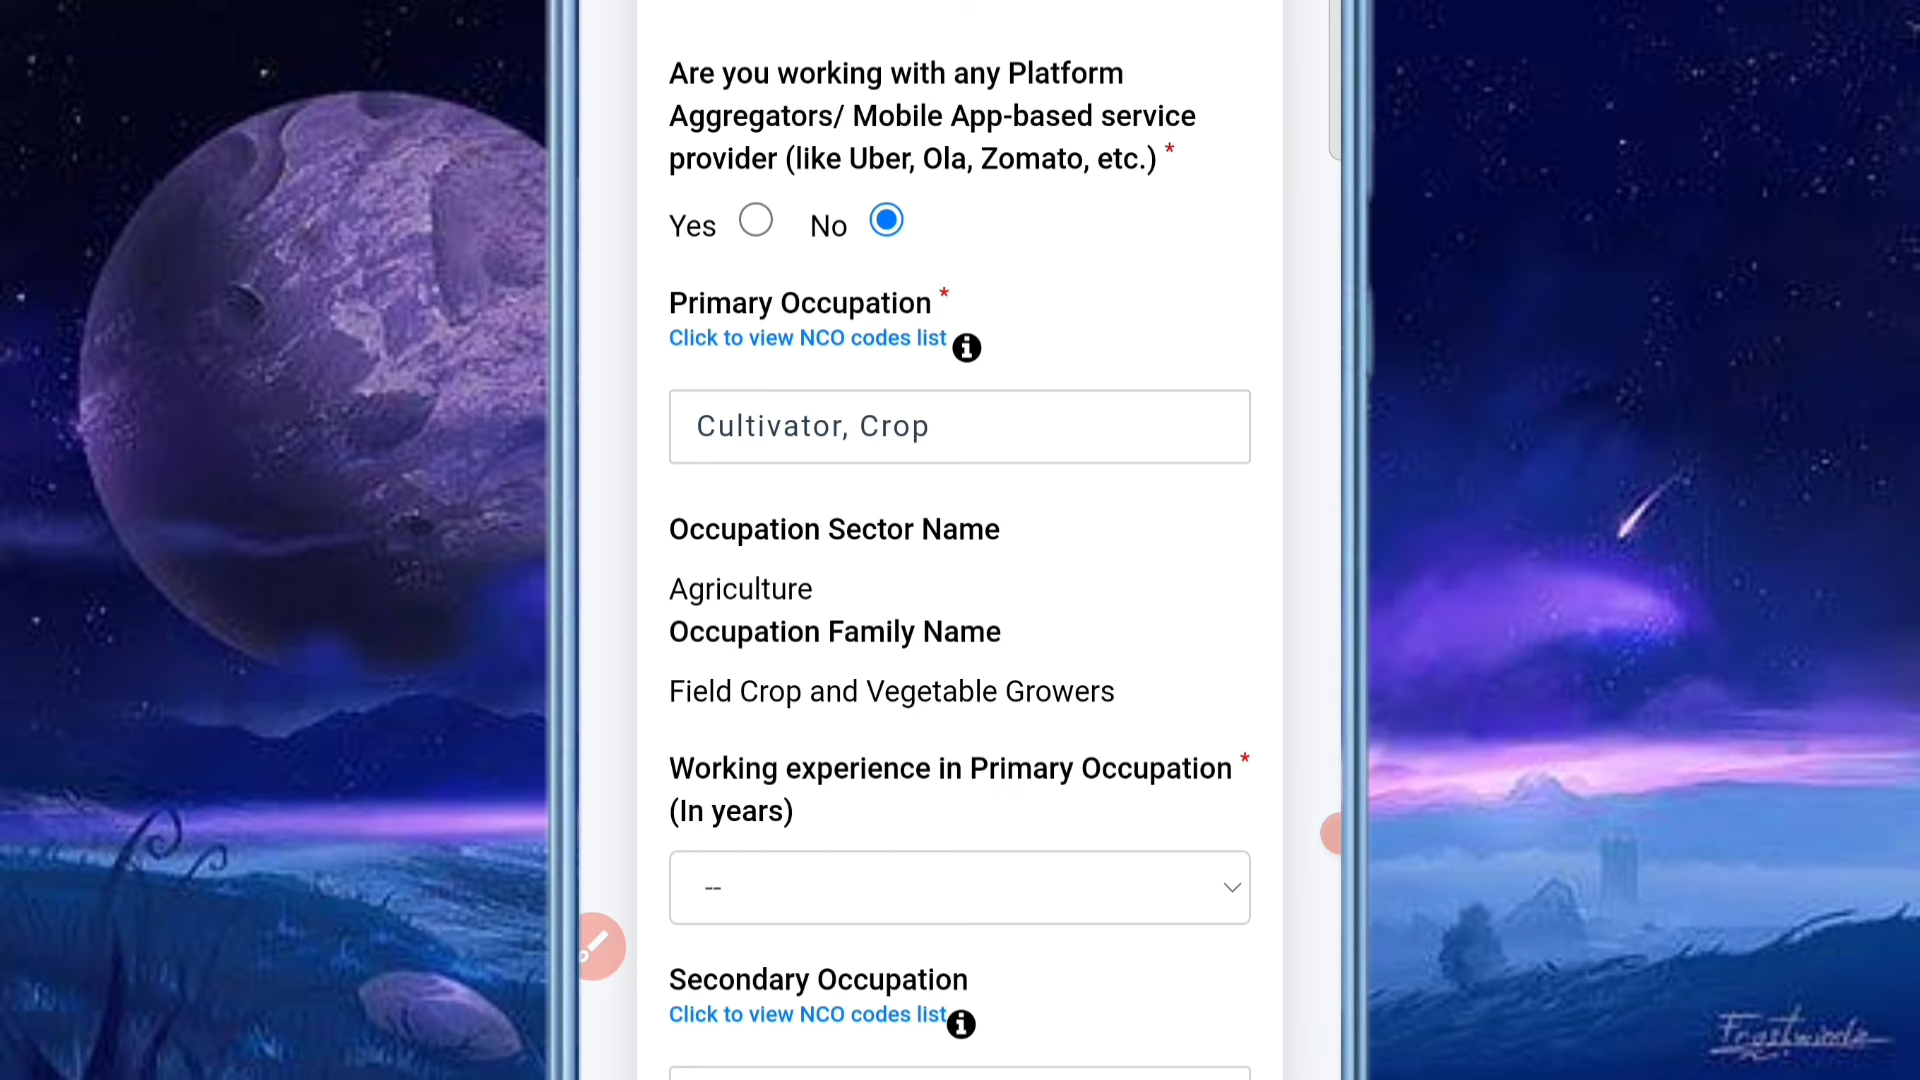 Are you working with any Platform
Aggregators/ Mobile App-based service
provider (like Uber, Ola, Zomato, etc.) *
Yes No
Primary Occupation *
Click to view NCO codes list
Cultivator, Crop
Occupation Sector Name
Agriculture
Occupation Family Name
Field Crop and Vegetable Growers
Working experience in Primary Occupation *
(In years)
--
Secondary Occupation
Click to view NCO codes list